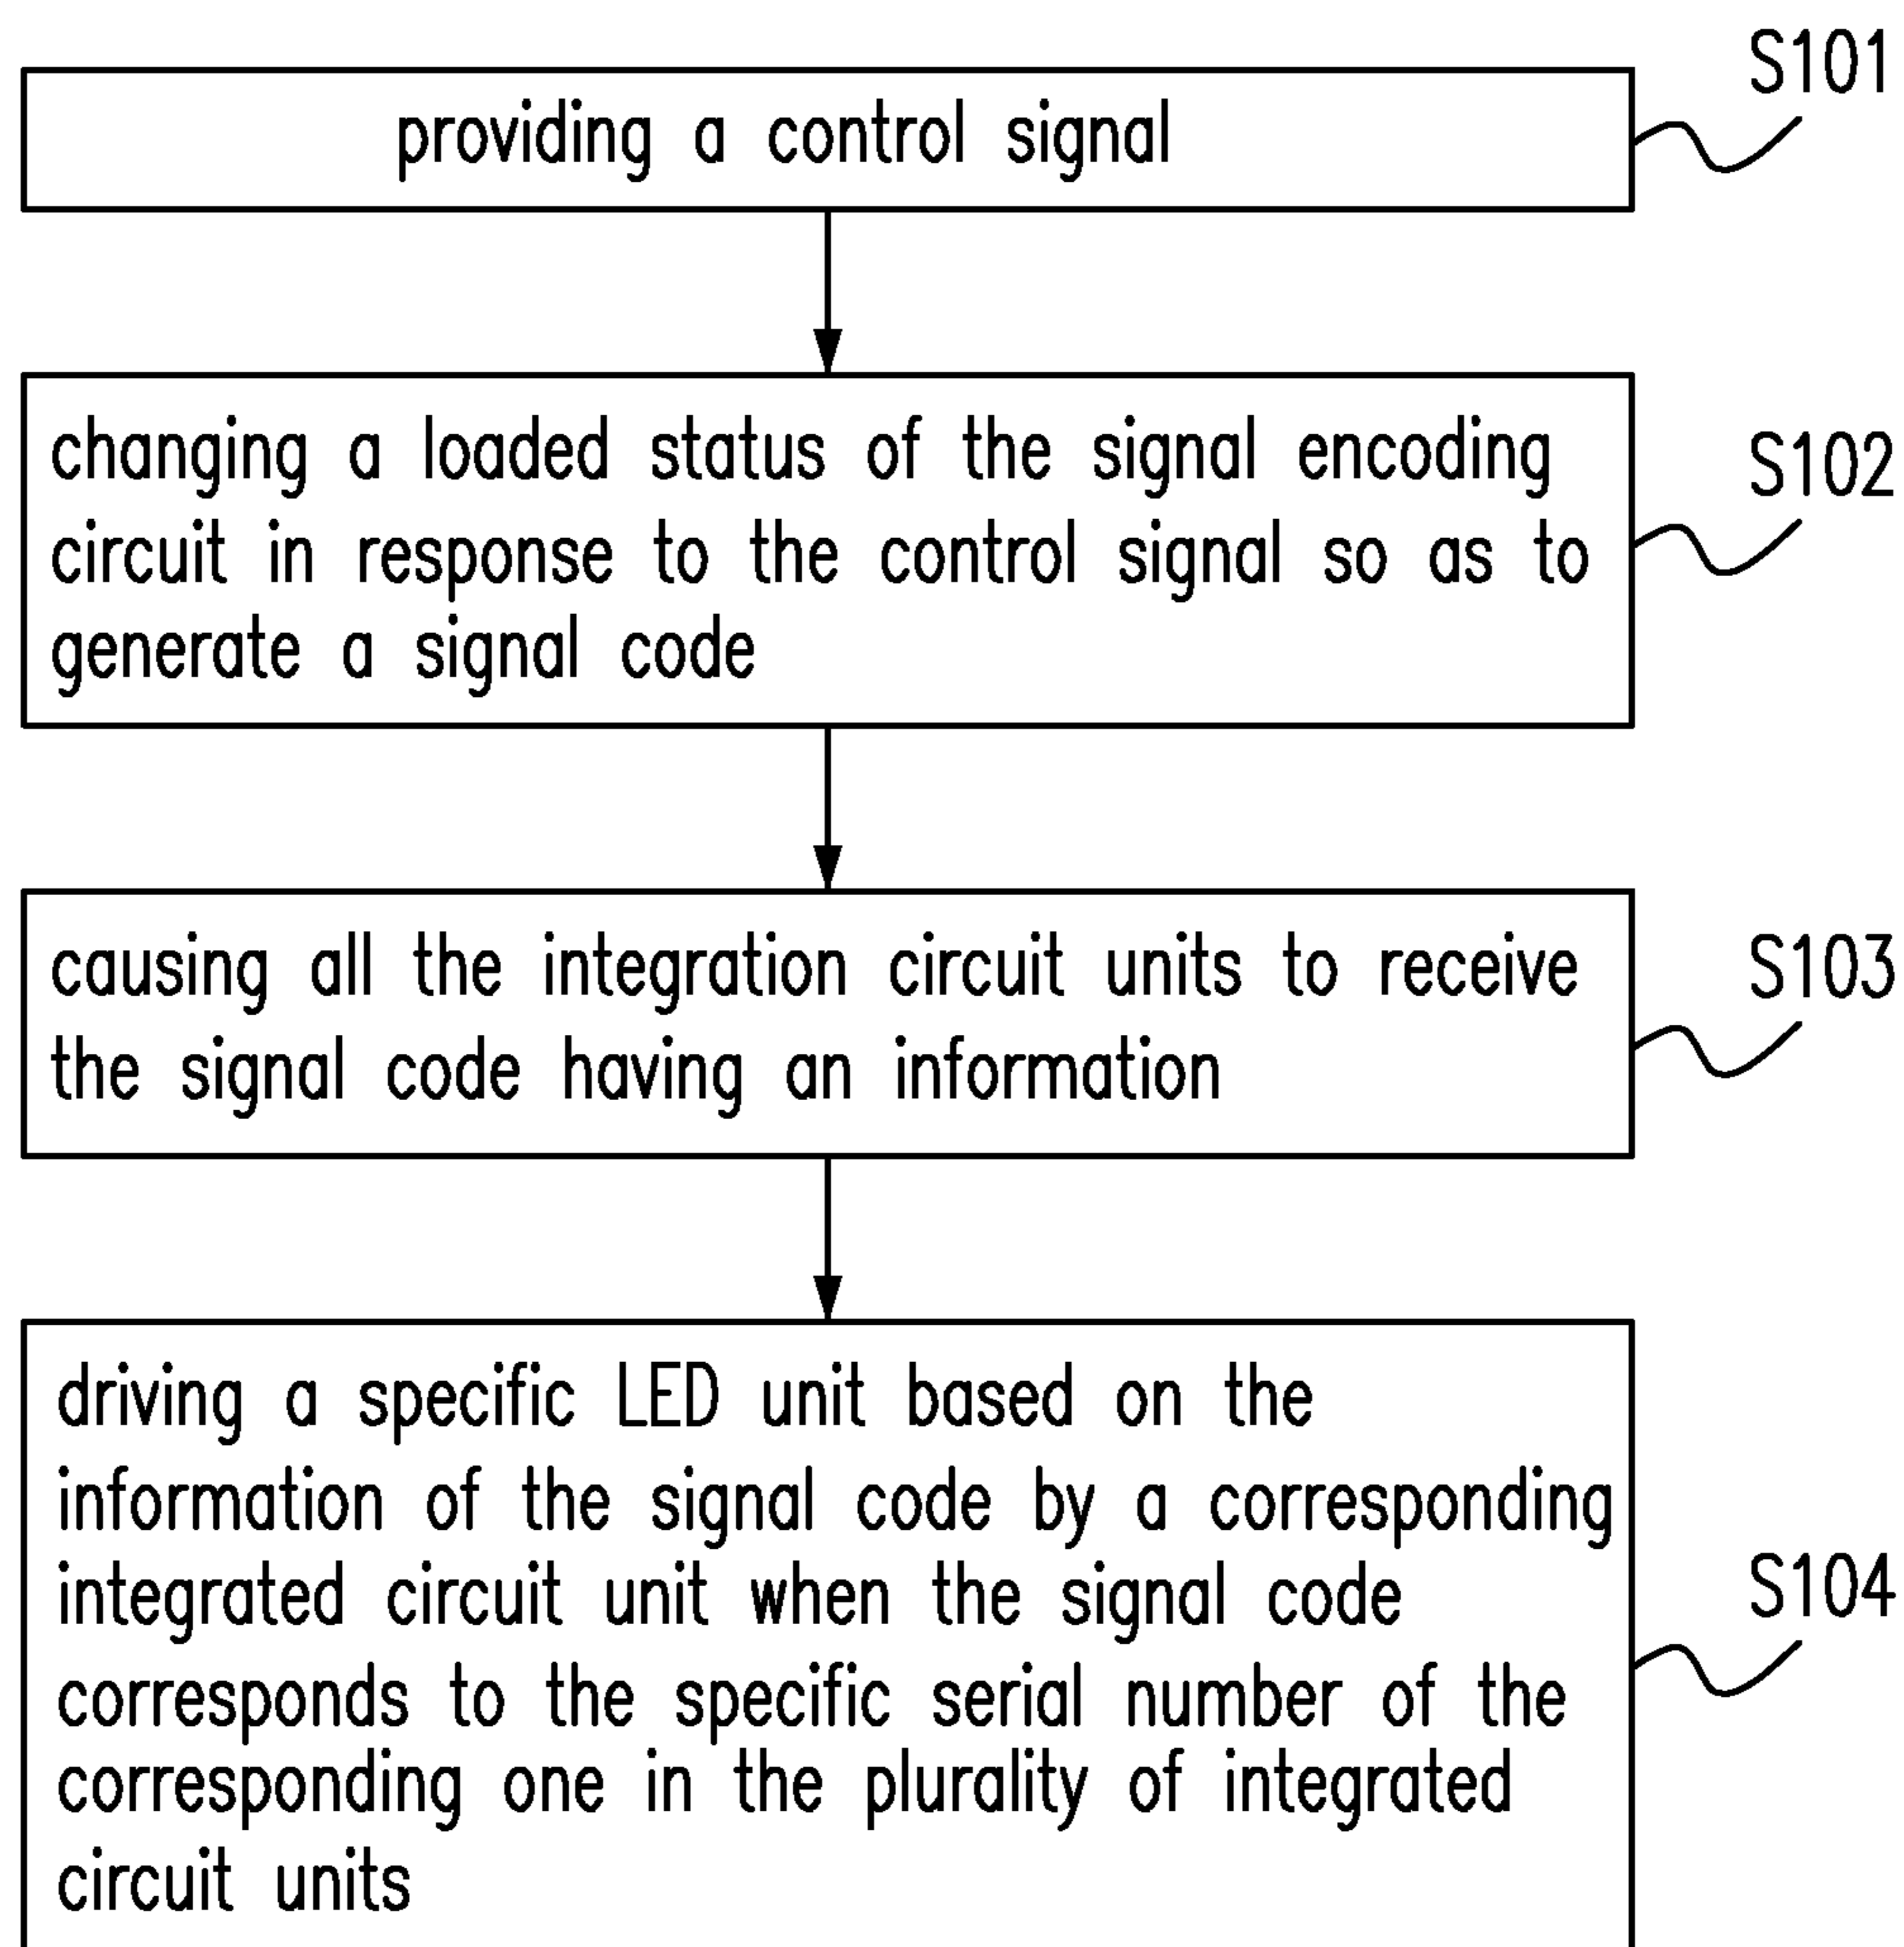 S101
providing a control signal
changing a loaded status of the signal encoding
circuit in response to the control signal so as to
generate a signal code
S102
causing all the integration circuit units to receive
the signal code having an information
S103
driving a specific LED unit based on the
information of the signal code by a corresponding
integrated circuit unit when the signal code
corresponds to the specific serial number of the
corresponding one in the plurality of integrated
circuit units
S104